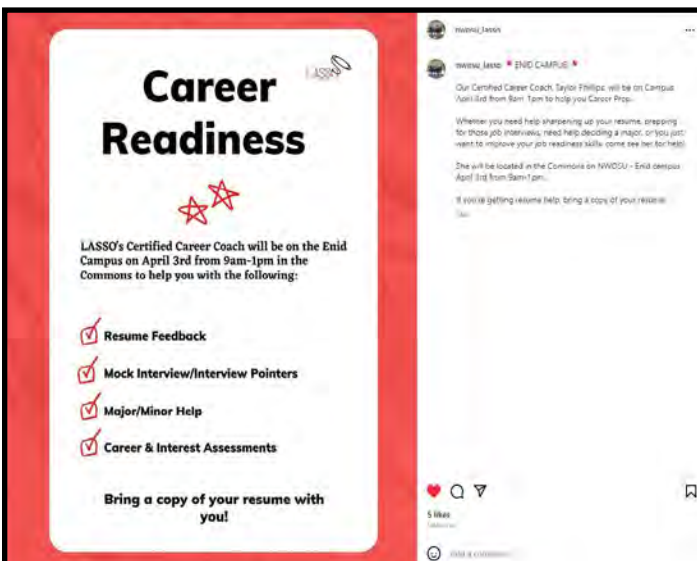 LASSO
Career
Readiness
LASSO's Certified Career Coach will be on the Enid
Campus on April 3rd from 9am-1pm in the
Commons to help you with the following:
Resume Feedback
Mock Interview/Interview Pointers
Major/Minor Help
Career & Interest Assessments
Bring a copy of your resume with
you!
nwosu_lasso
nwosu_lasso ENID CAMPUS
Our Certified Career Coach, Taylor Phillips, will be on Campus
April 3rd from 9am-1pm to help you Career Prep.
Whether you need help sharpening up your resume, prepping
for those job interviews, need help deciding a major, or you just
want to improve your job readiness skills, come see her for help!
She will be located in the Commons on NWOSU - Enid campus
April 3rd from 9am-1pm.
If you're getting resume help, bring a copy of your resume.
5 likes
Add a comment...